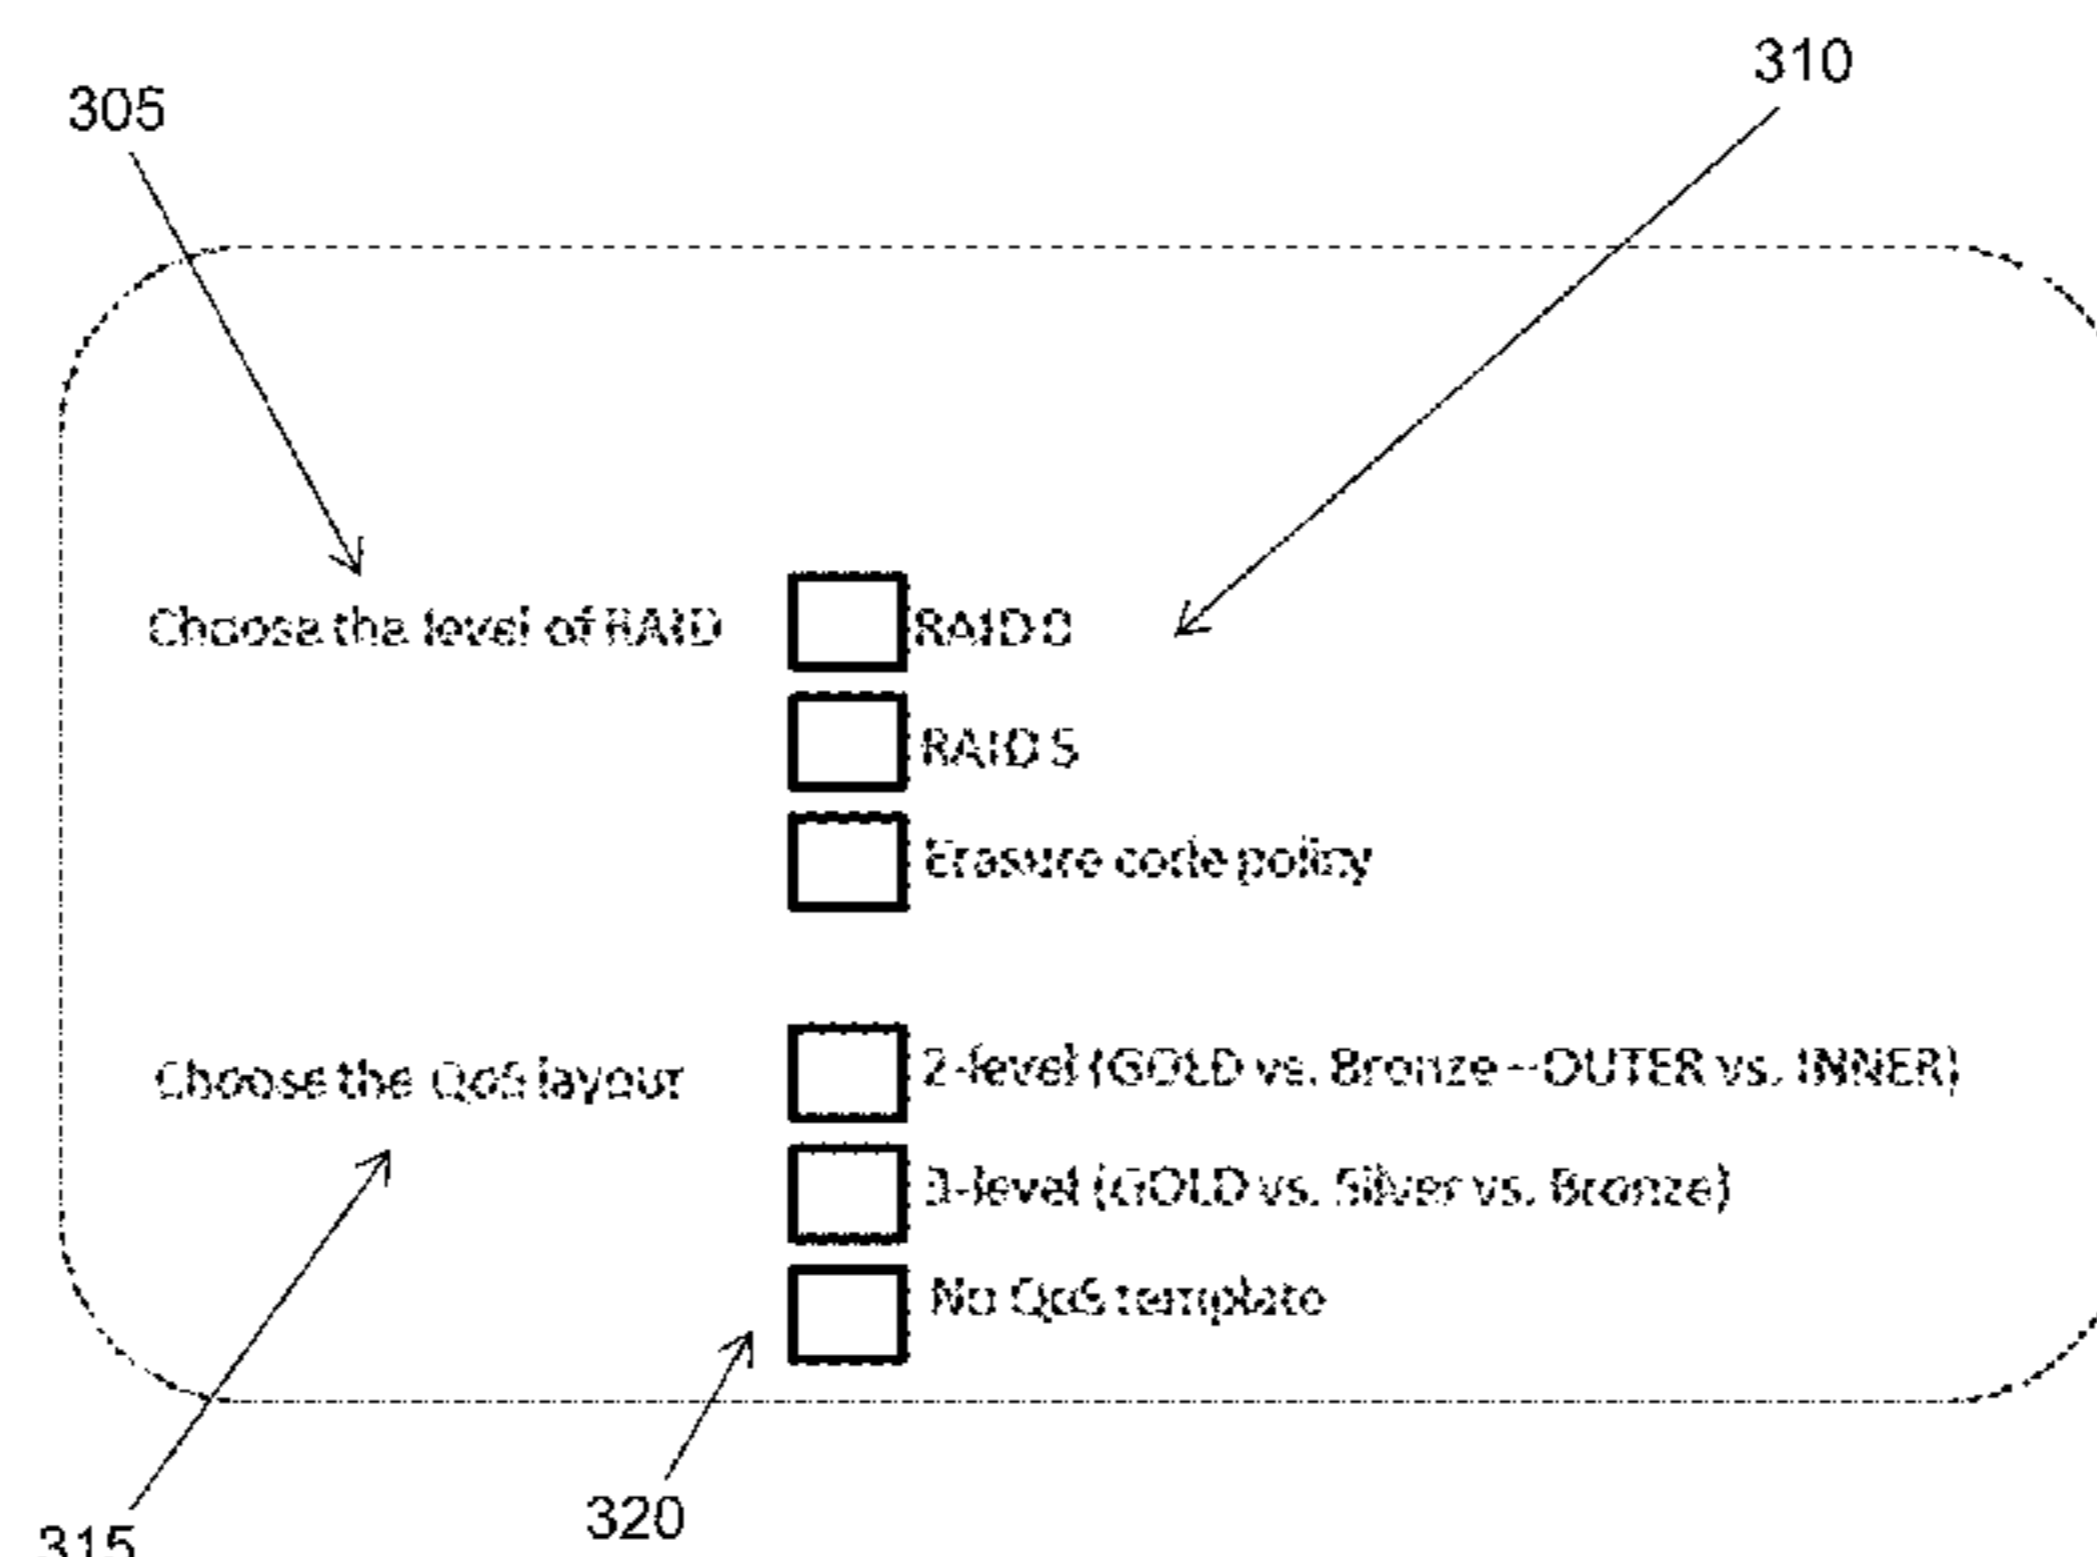 305
310
Choose the level of RAID
RAID 0
RAID 5
Erasure code policy
Choose the QoS layout
2-level (GOLD vs. Bronze--OUTER vs. INNER)
3-level (GOLD vs. Silver vs. Bronze)
No QoS template
320
315